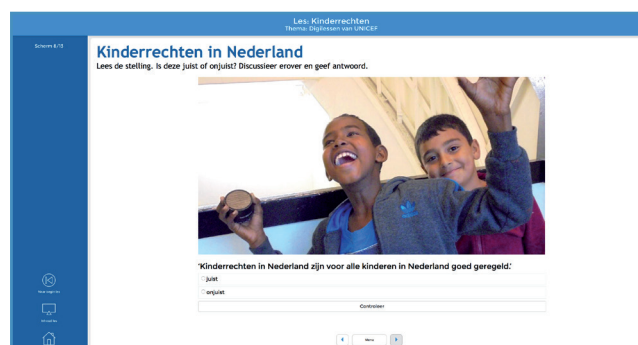 Les: Kinderrechten
Thema: Digilessen van UNICEF
Scherm 8/13
Kinderrechten in Nederland
Lees de stelling. Is deze juist of onjuist? Discussieer erover en geef antwoord.
'Kinderrechten in Nederland zijn voor alle kinderen in Nederland goed geregeld.'
juist
onjuist
Controleer
Menu